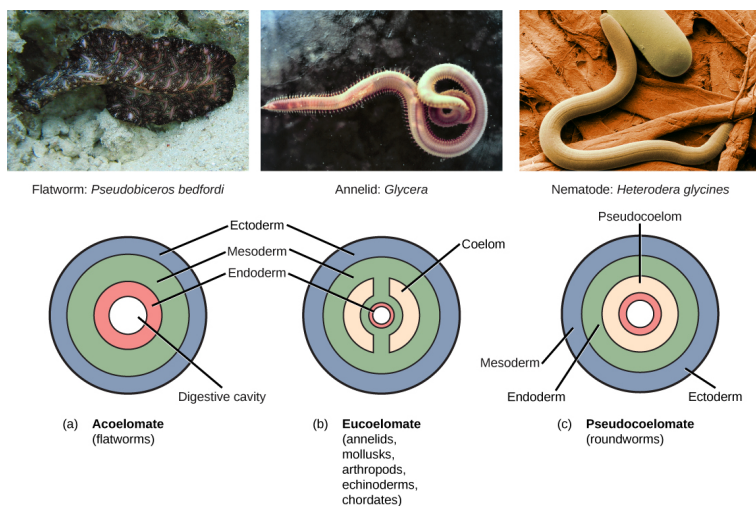 Flatworm: Pseudobiceros bedfordi
Annelid: Glycera
Nematode: Heterodera glycines
Ectoderm
Mesoderm
Endoderm
Digestive cavity
Coelom
Pseudocoelom
Mesoderm
Endoderm
Ectoderm
(a) Acoelomate
(flatworms)
(b) Eucoelomate
(annelids,
mollusks,
arthropods,
echinoderms,
chordates)
(c) Pseudocoelomate
(roundworms)